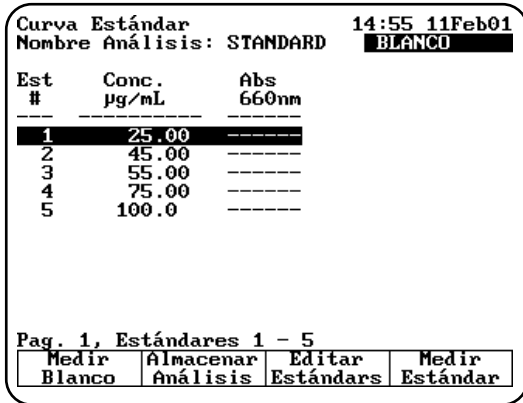 Curva Estándar 14:55 11Feb01
Nombre Análisis: STANDARD BLANCO
Est Conc. Abs
# µg/mL 660nm
--- ---------- ------
1 25.00 ------
2 45.00 ------
3 55.00 ------
4 75.00 ------
5 100.0 ------
Pag. 1, Estándares 1 - 5
Medir Almacenar Editar Medir
Blanco Análisis Estándars Estándar